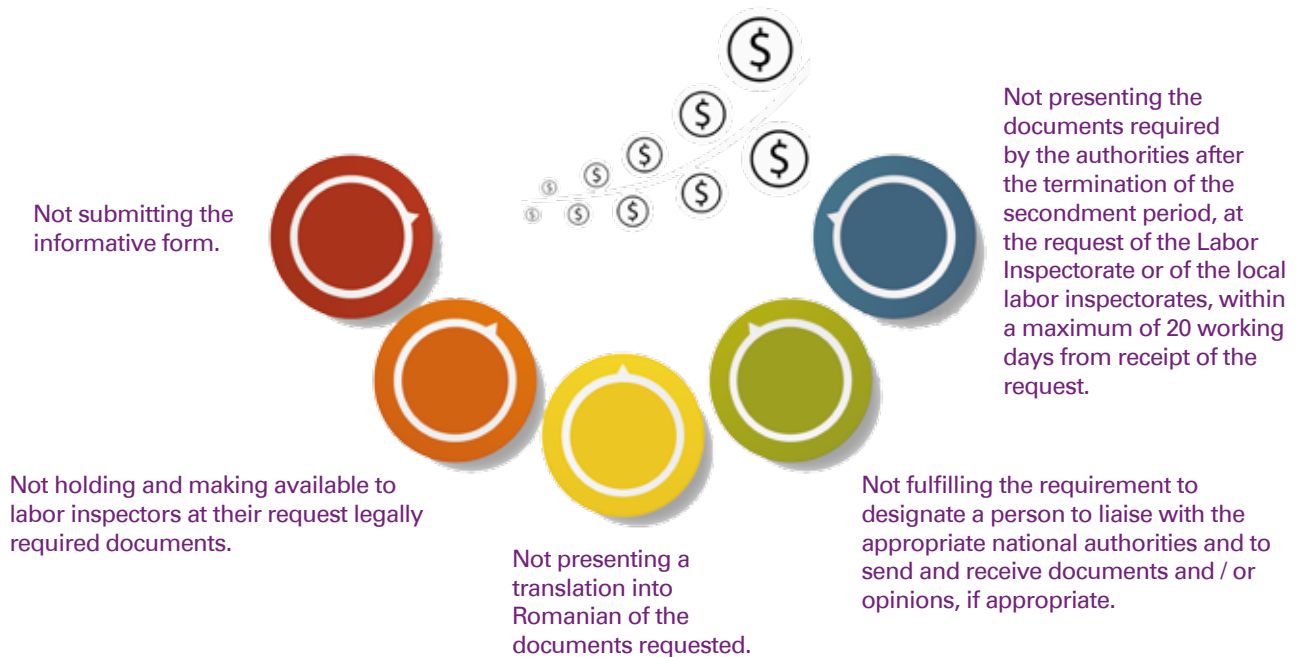 Not submitting the
informative form.
Not holding and making available to
labor inspectors at their request legally
required documents.
Not presenting a
translation into
Romanian of the
documents requested.
Not fulfilling the requirement to
designate a person to liaise with the
appropriate national authorities and to
send and receive documents and / or
opinions, if appropriate.
Not presenting the
documents required
by the authorities after
the termination of the
secondment period, at
the request of the Labor
Inspectorate or of the local
labor inspectorates, within
a maximum of 20 working
days from receipt of the
request.
$
$
$
$
$
$
$
$
$
$